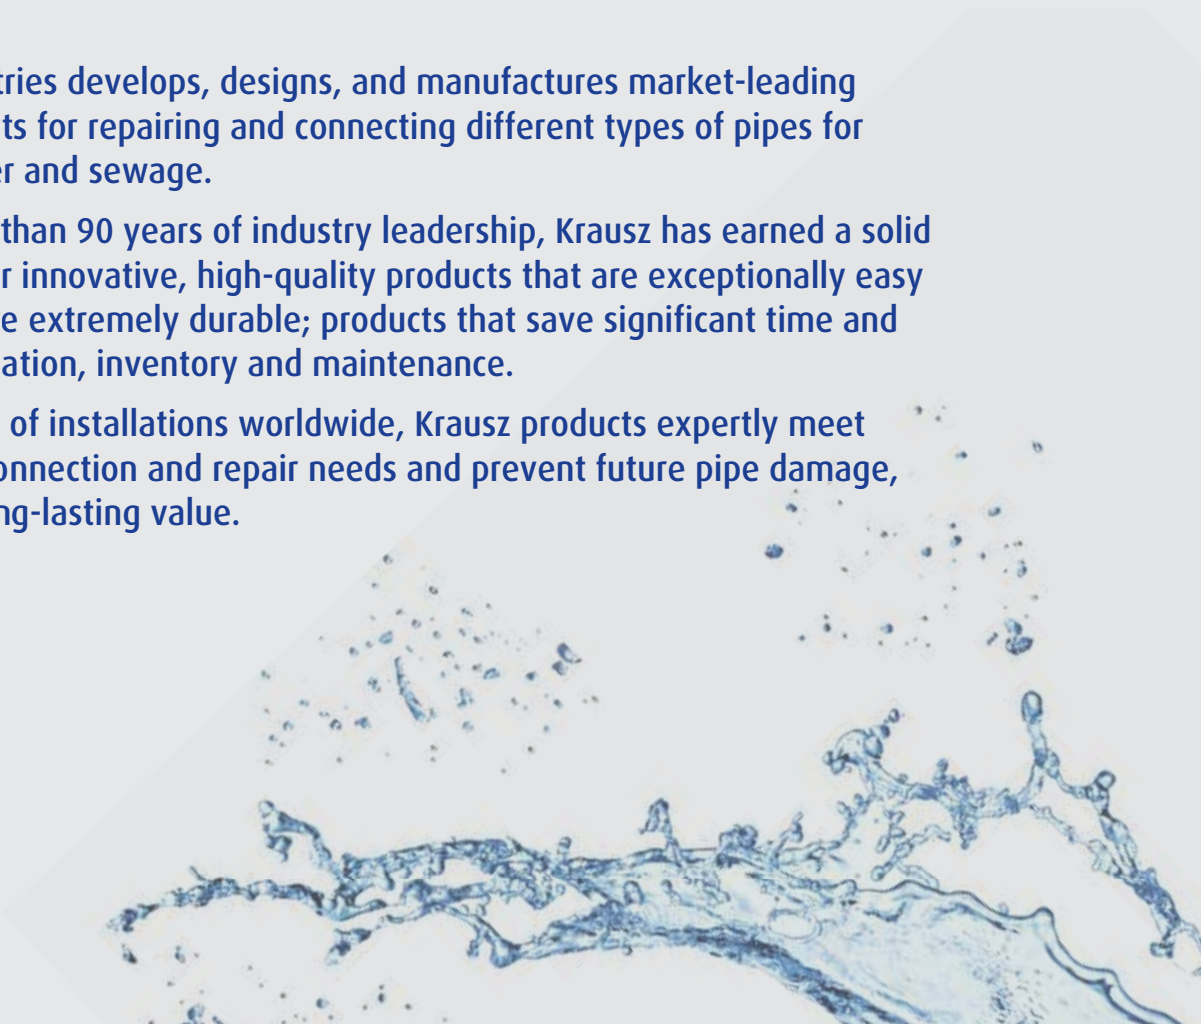 tries develops, designs, and manufactures market-leading
ts for repairing and connecting different types of pipes for
er and sewage.
than 90 years of industry leadership, Krausz has earned a solid
r innovative, high-quality products that are exceptionally easy
e extremely durable; products that save significant time and
ation, inventory and maintenance.
of installations worldwide, Krausz products expertly meet
onnection and repair needs and prevent future pipe damage,
ng-lasting value.